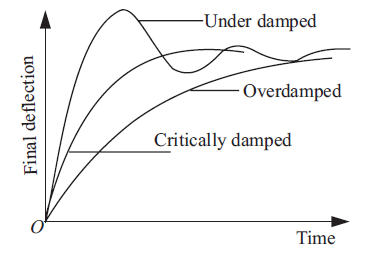 Under damped
Overdamped
Critically damped
Final deflection
O
Time